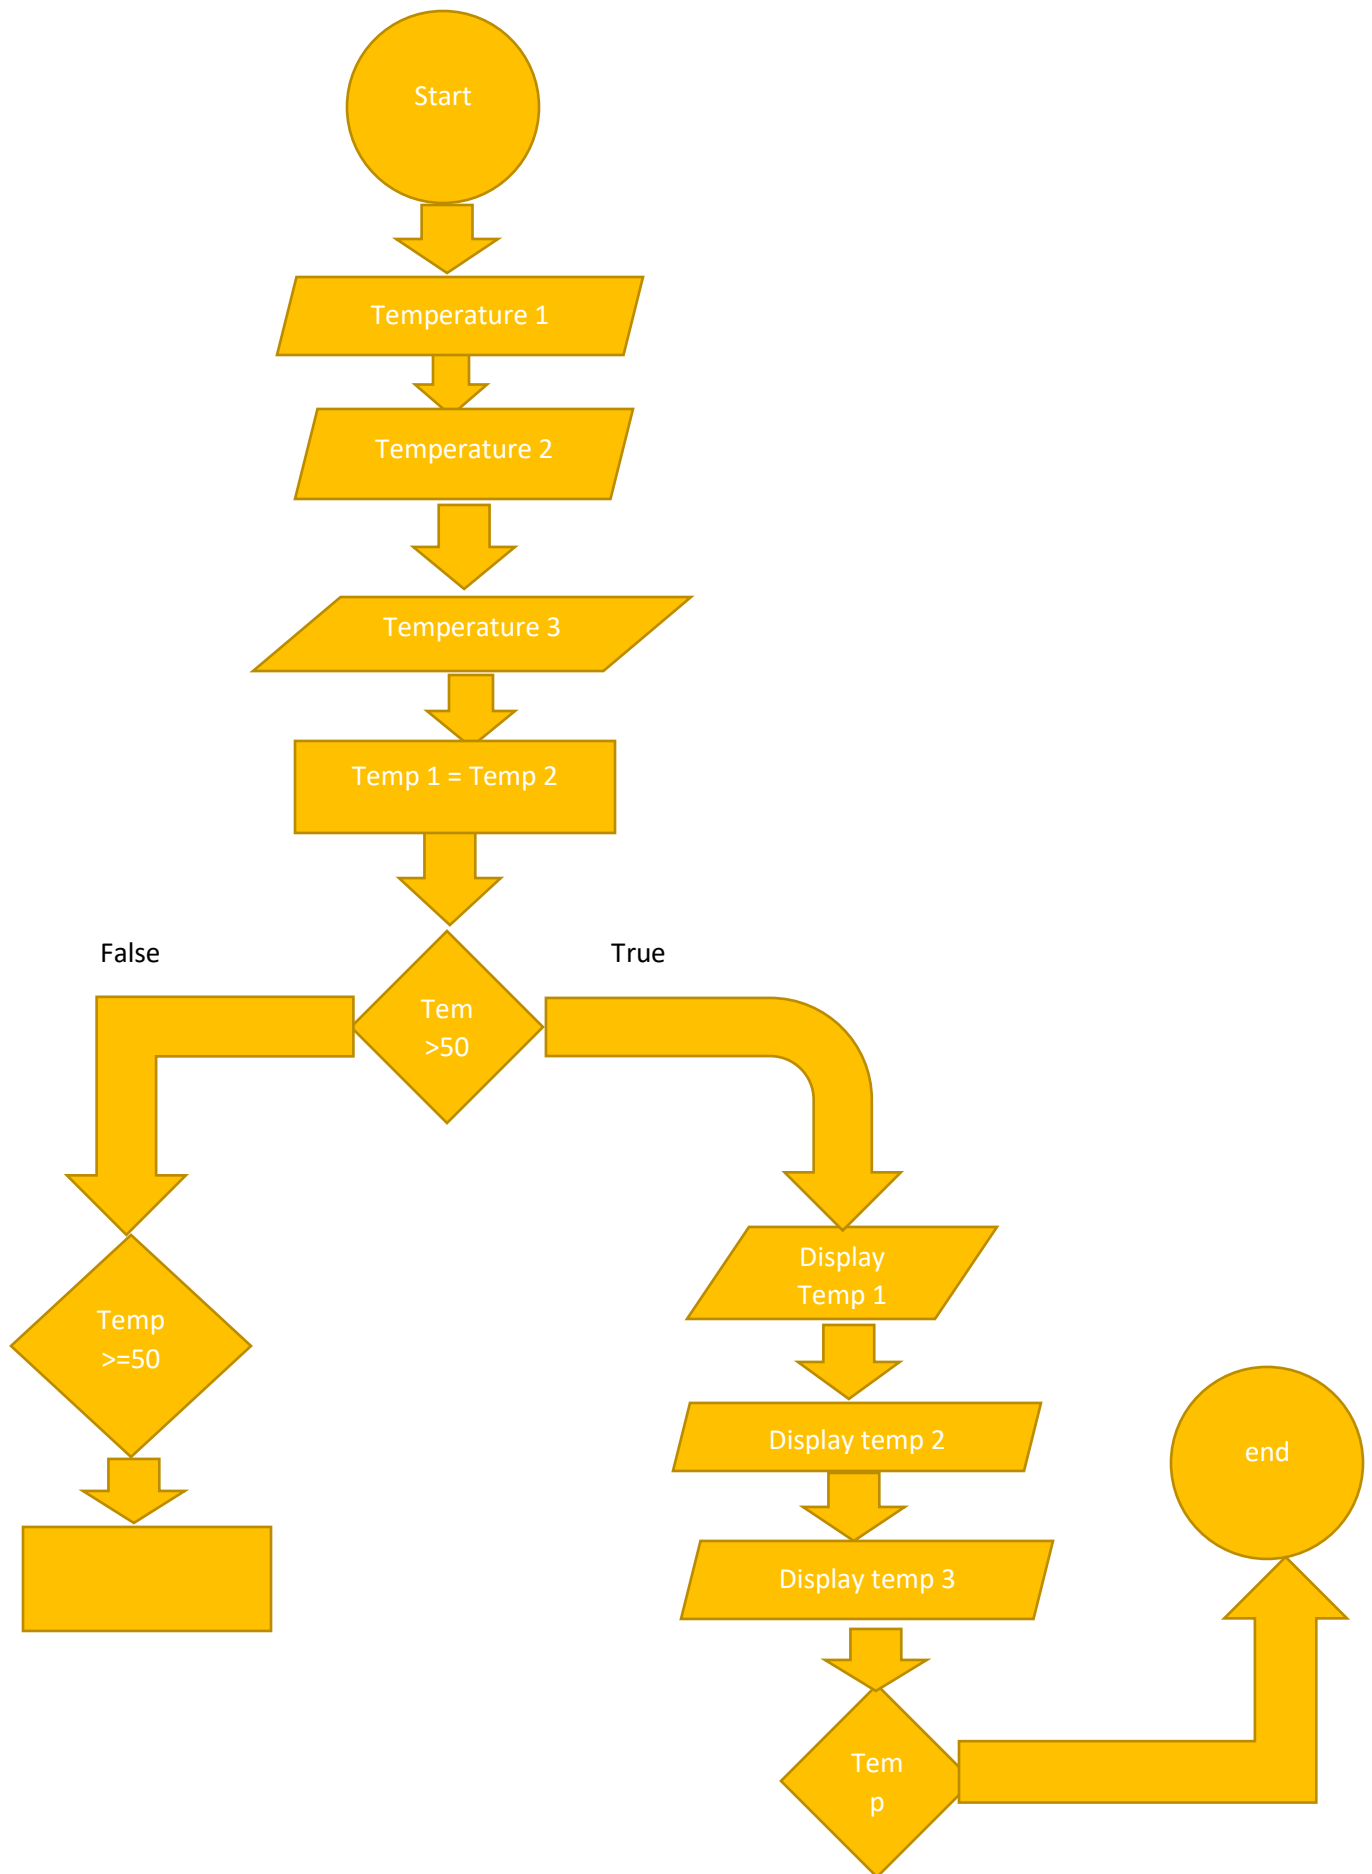 Start
Temperature 1
Temperature 2
Temperature 3
Temp 1 = Temp 2
False
True
Tem
>50
Temp
>=50
Display
Temp 1
Display temp 2
Display temp 3
Tem
p
end